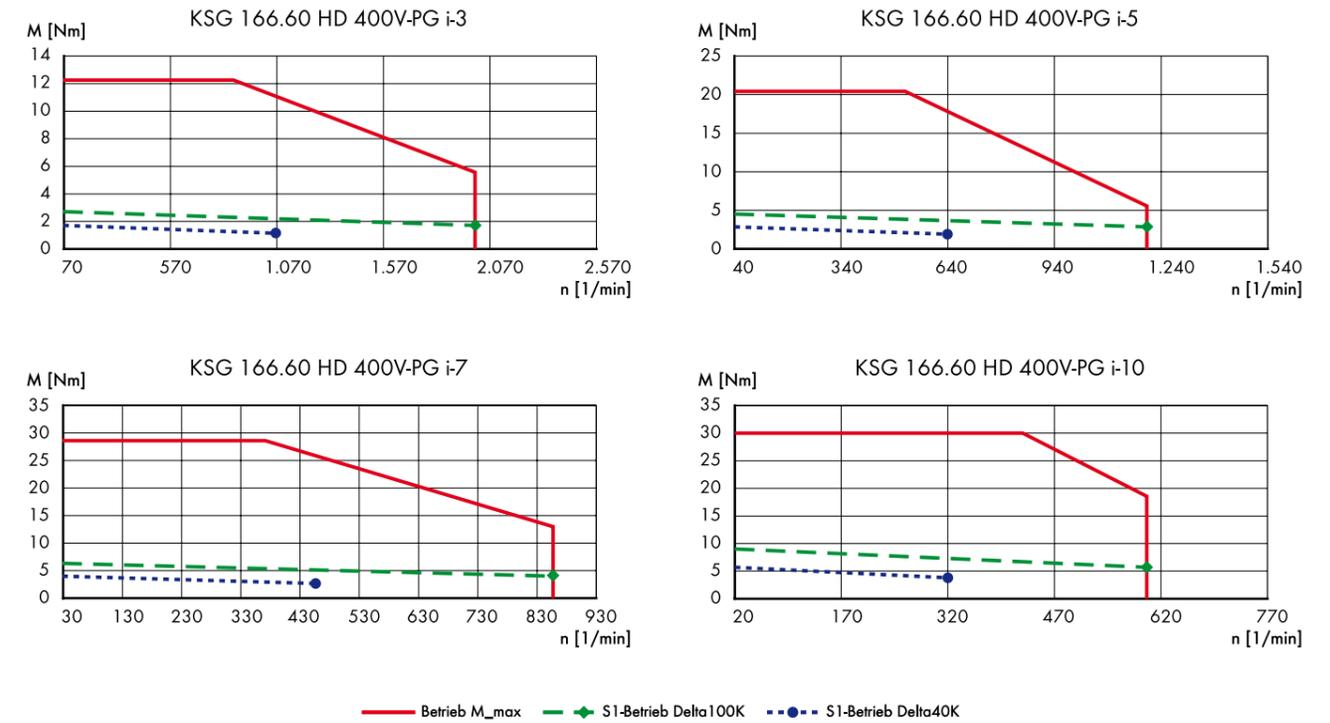 KSG 166.60 HD 400V-PG i-3
M [Nm]
14
12
10
8
6
4
2
0
70 570 1.070 1.570 2.070 2.570
n [1/min]
KSG 166.60 HD 400V-PG i-5
M [Nm]
25
20
15
10
5
0
40 340 640 940 1.240 1.540
n [1/min]
KSG 166.60 HD 400V-PG i-7
M [Nm]
35
30
25
20
15
10
5
0
30 130 230 330 430 530 630 730 830 930
n [1/min]
KSG 166.60 HD 400V-PG i-10
M [Nm]
35
30
25
20
15
10
5
0
20 170 320 470 620 770
n [1/min]
Betrieb M_max S1-Betrieb Delta100K S1-Betrieb Delta40K